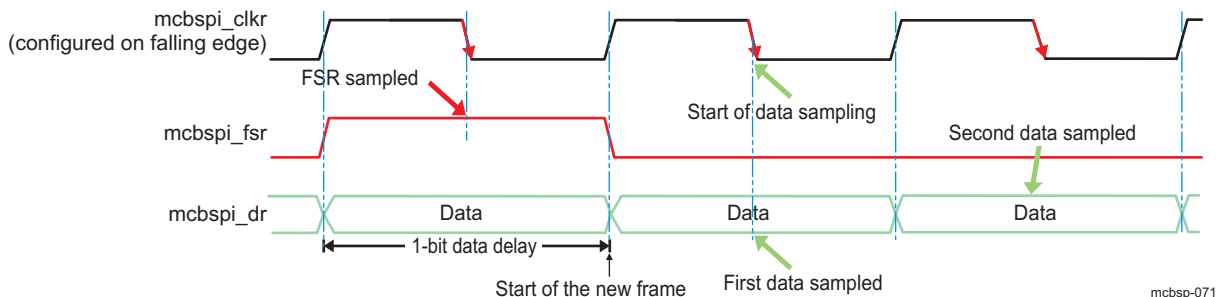 mcbspi_clkr
(configured on falling edge)
FSR sampled
Start of data sampling
mcbspi_fsr
Second data sampled
mcbspi_dr
Data
Data
Data
1-bit data delay
Start of the new frame
First data sampled
mcbsp-071